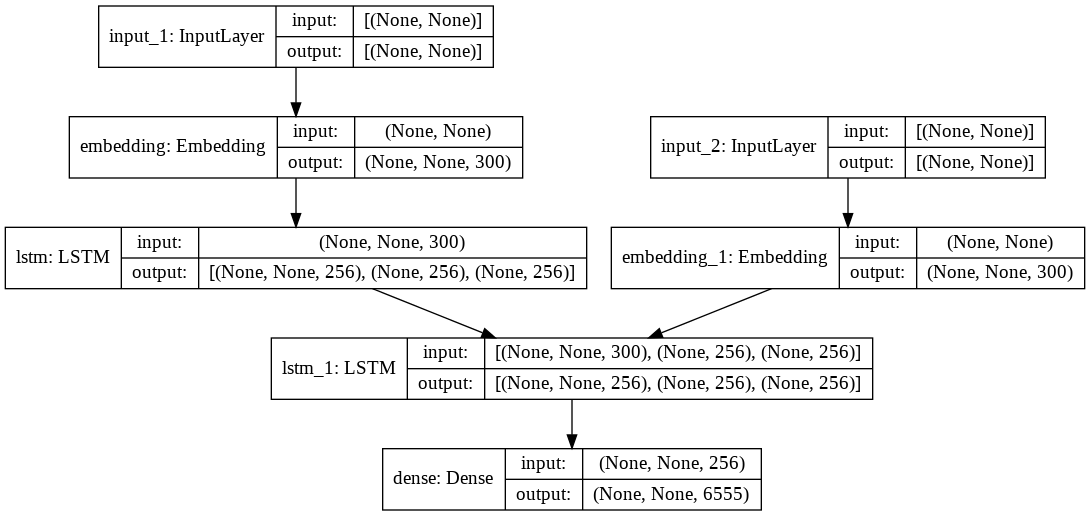 input_1: InputLayer
input: [(None, None)]
output: [(None, None)]
embedding: Embedding
input: (None, None)
output: (None, None, 300)
input_2: InputLayer
input: [(None, None)]
output: [(None, None)]
lstm: LSTM
input: (None, None, 300)
output: [(None, None, 256), (None, 256), (None, 256)]
embedding_1: Embedding
input: (None, None)
output: (None, None, 300)
lstm_1: LSTM
input: [(None, None, 300), (None, 256), (None, 256)]
output: [(None, None, 256), (None, 256), (None, 256)]
dense: Dense
input: (None, None, 256)
output: (None, None, 6555)